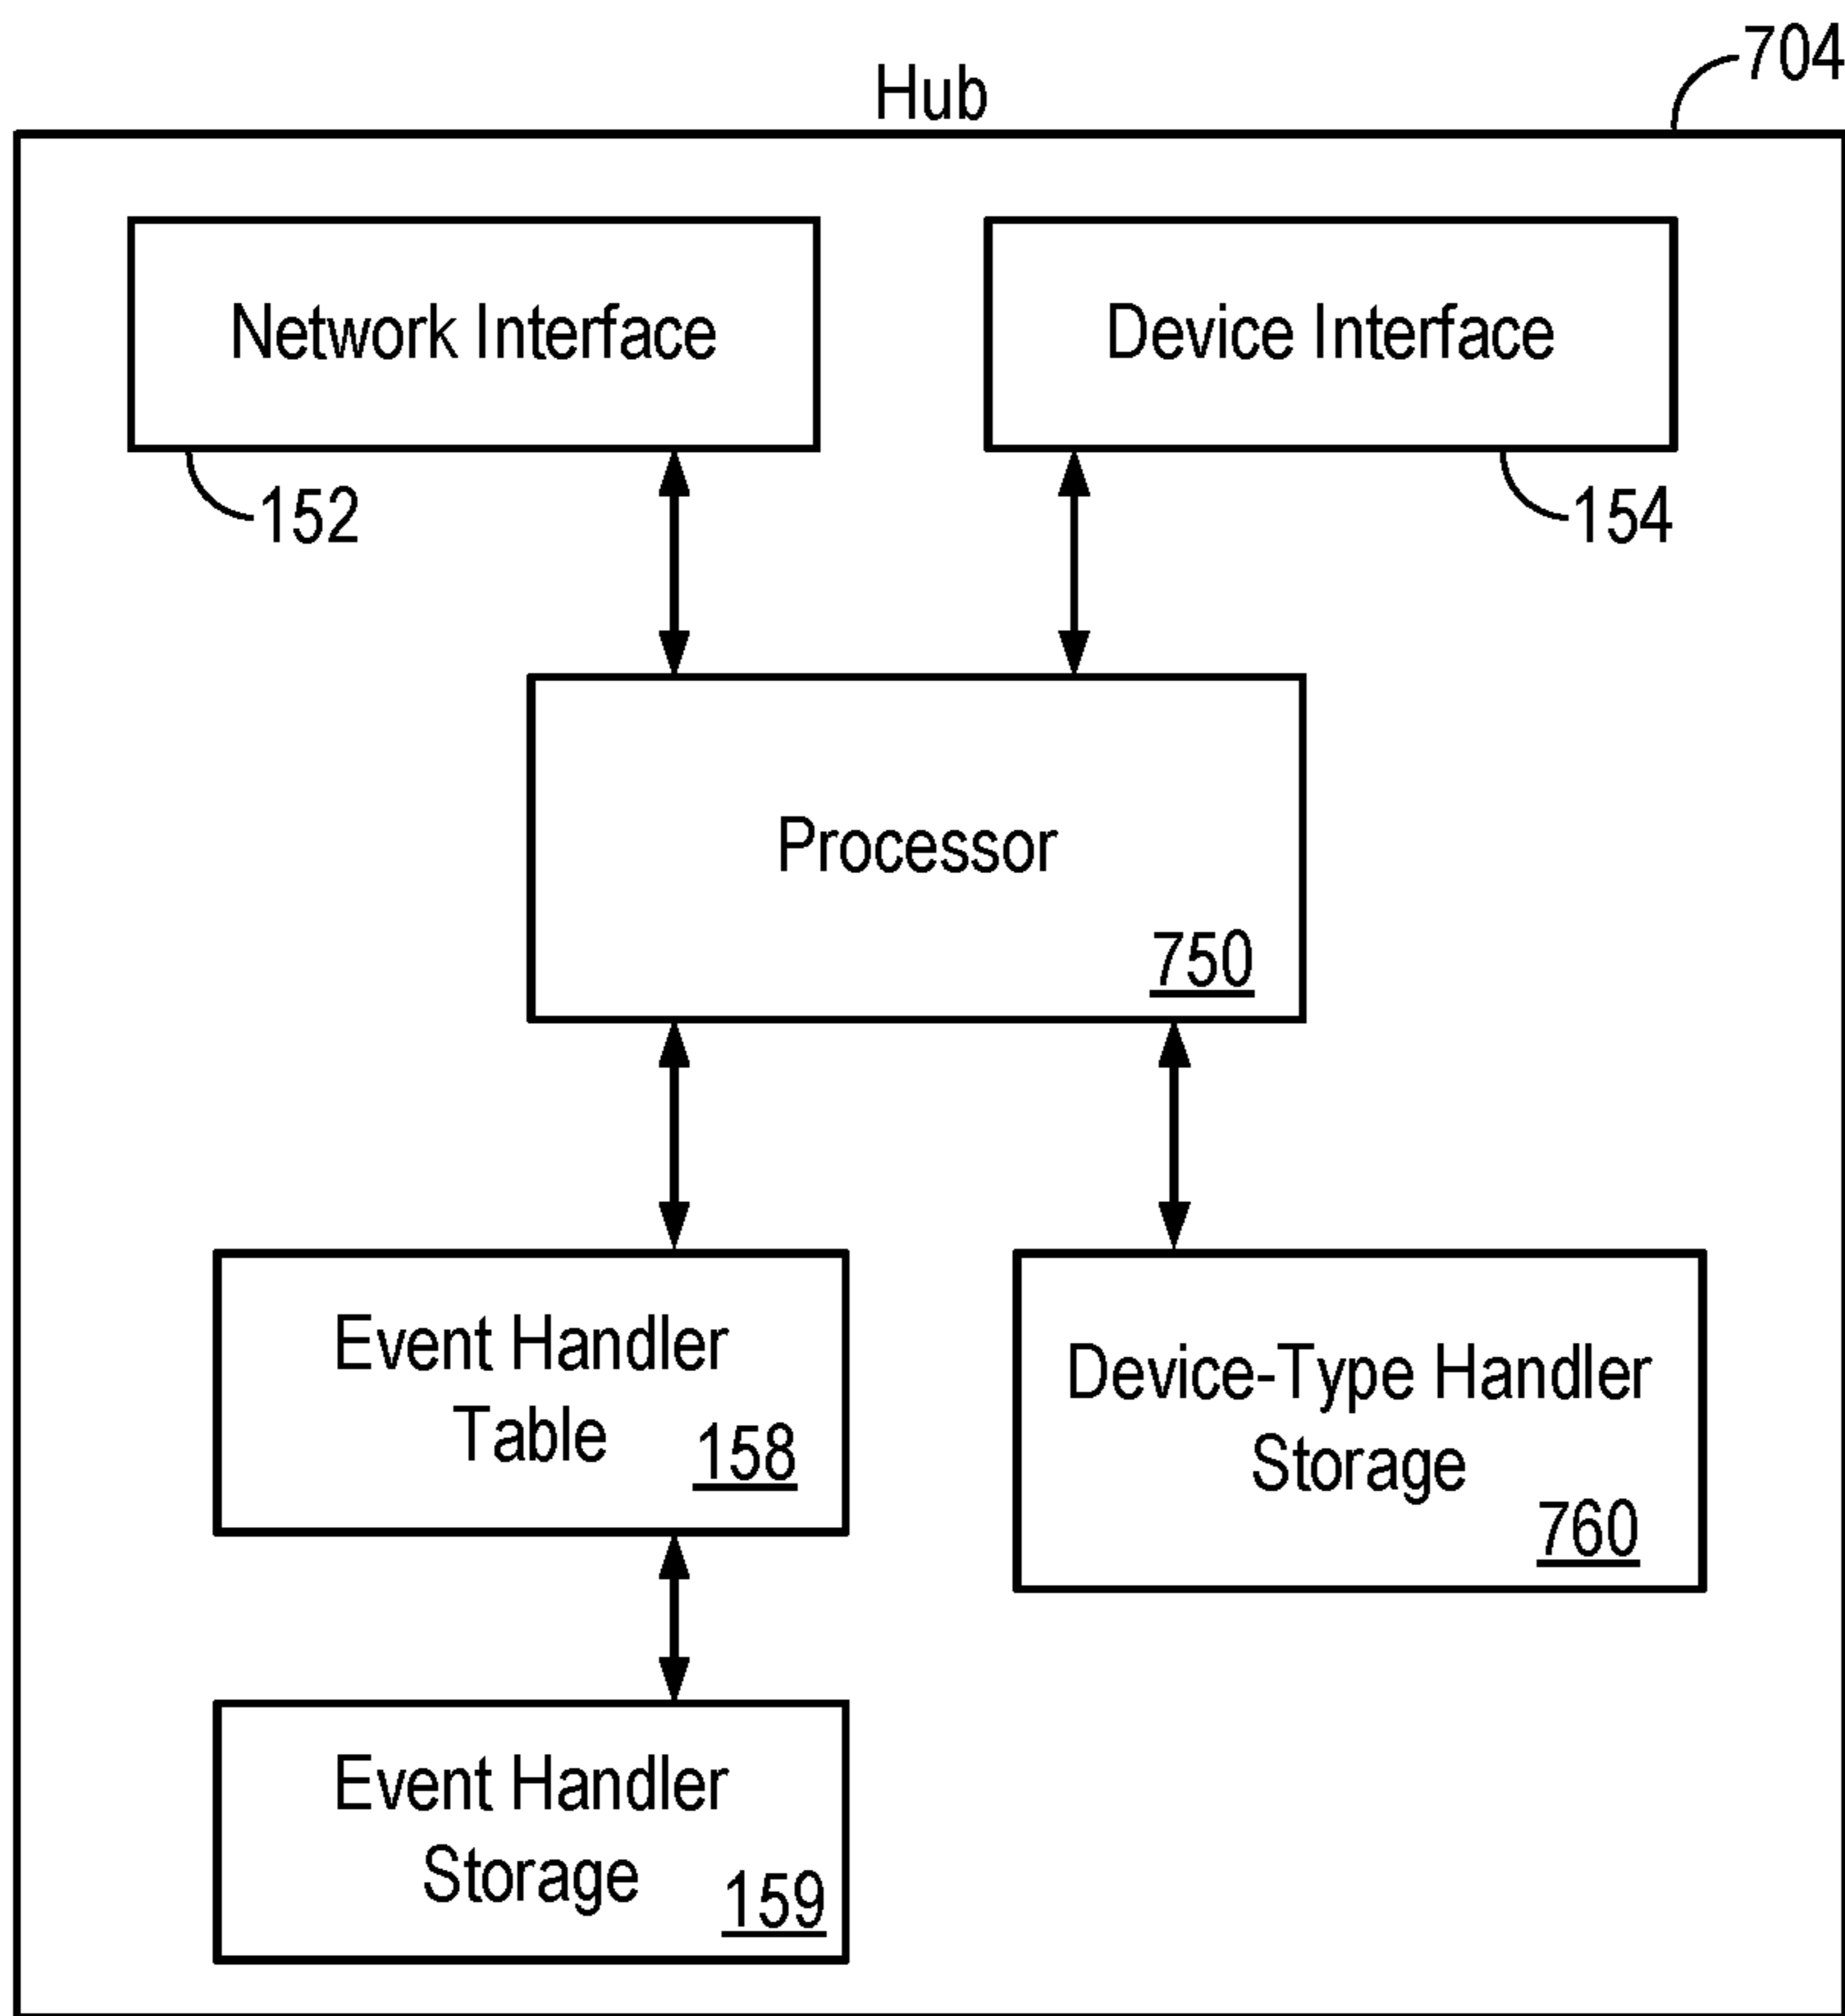 704
Hub
Network Interface
Device Interface
152
154
Processor
750
Event Handler
Table
158
Device-Type Handler
Storage
760
Event Handler
Storage
159